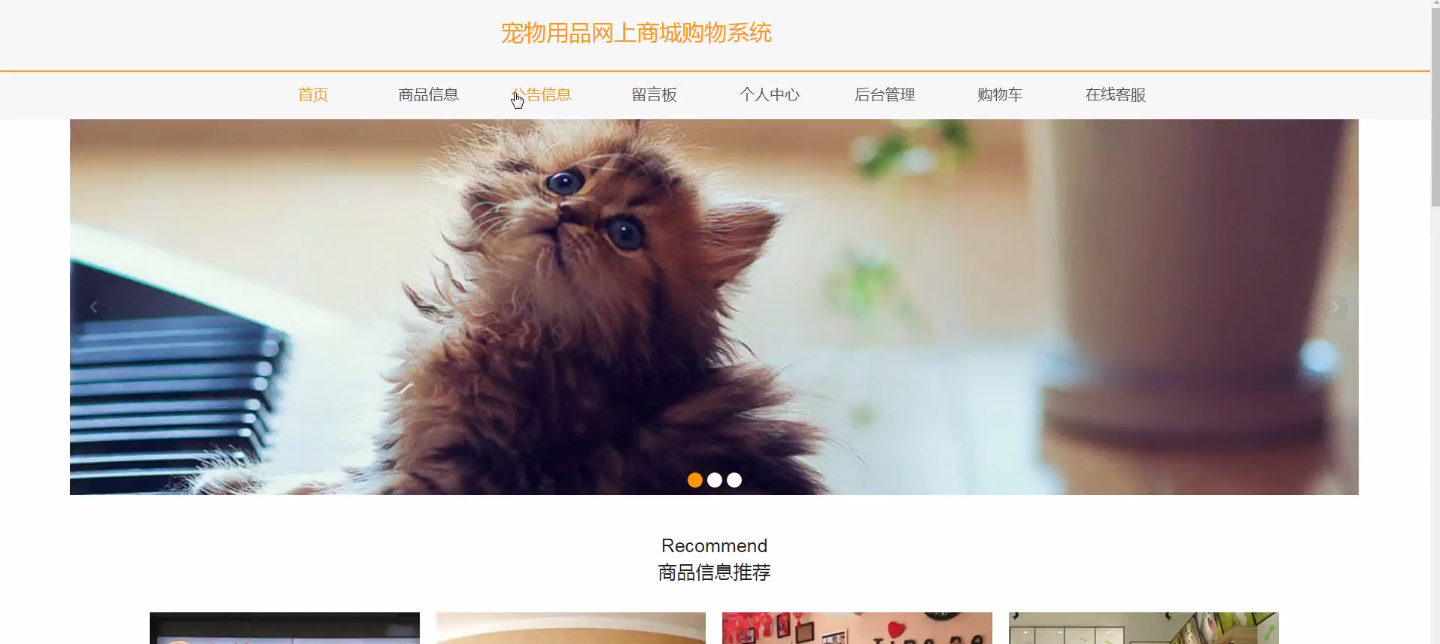 宠物用品网上商城购物系统
首页 商品信息 公告信息 留言板 个人中心 后台管理 购物车 在线客服
Recommend
商品信息推荐